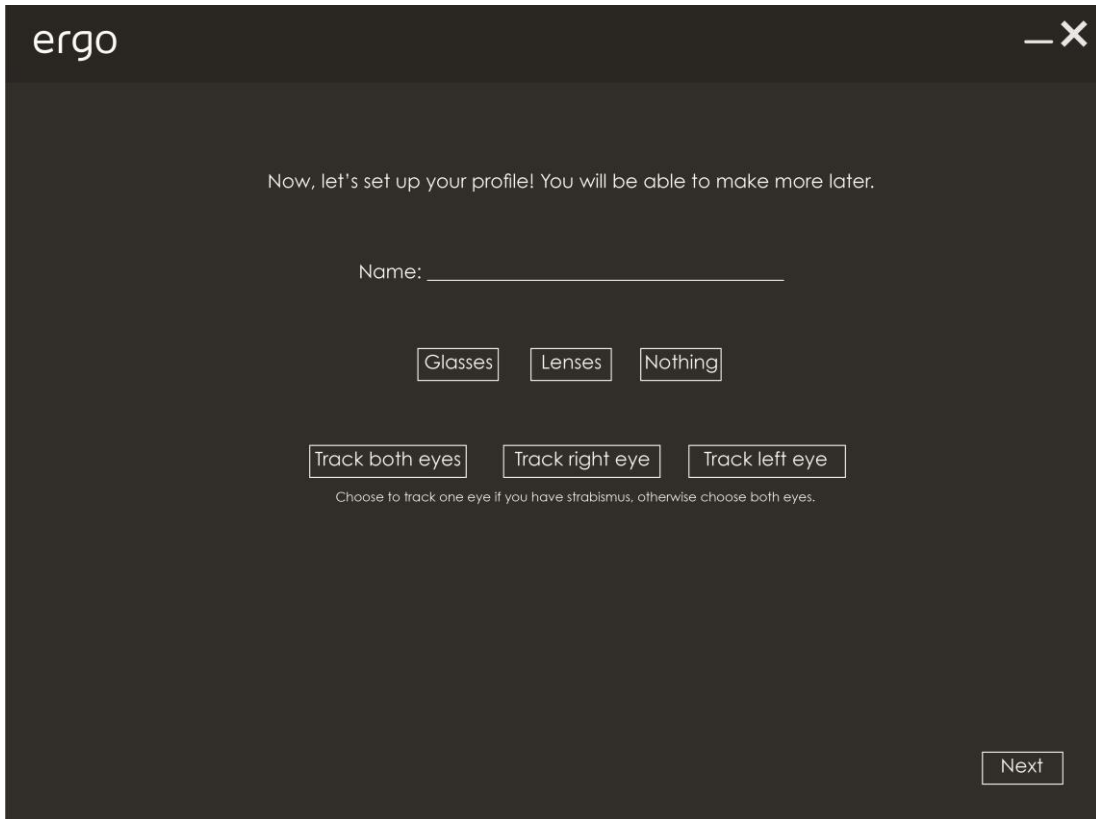 ergo
Now, let's set up your profile! You will be able to make more later.
Name:
Glasses Lenses Nothing
Track both eyes Track right eye Track left eye
Choose to track one eye if you have strabismus, otherwise choose both eyes.
Next